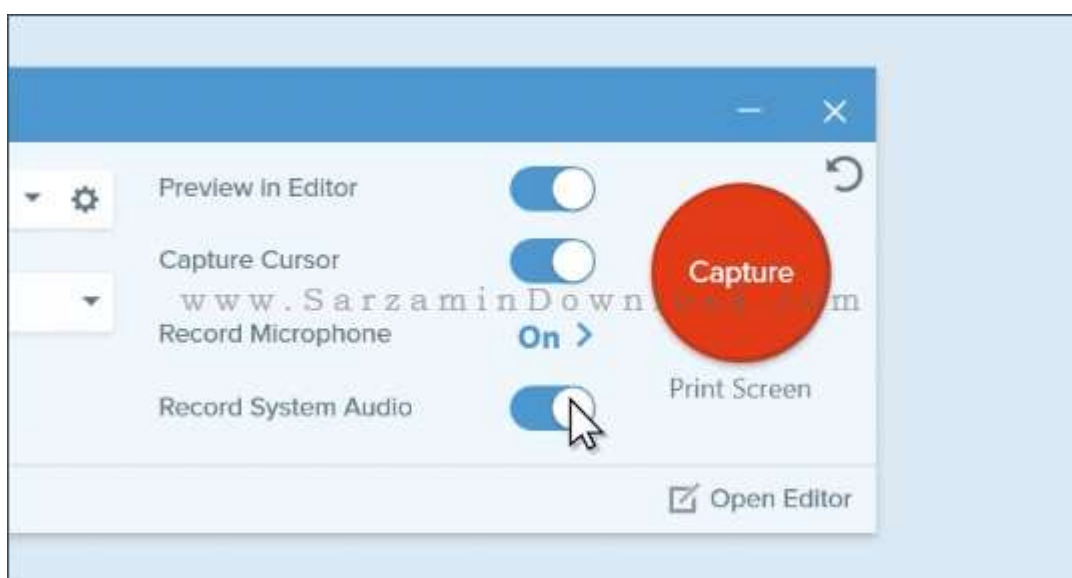 Preview in Editor
Capture Cursor
Capture
www.SarzaminDown
Record Microphone
On
Print Screen
Record System Audio
Open Editor